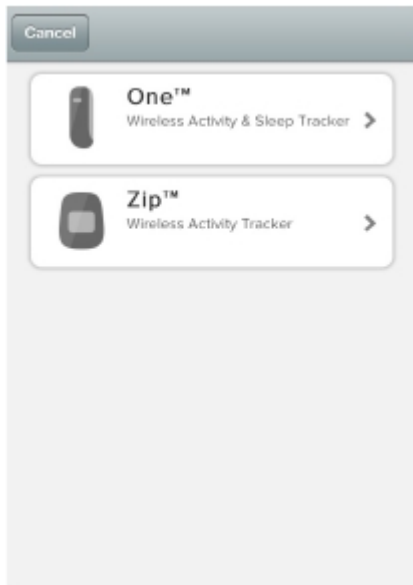 Cancel
One™
Wireless Activity & Sleep Tracker
Zip™
Wireless Activity Tracker